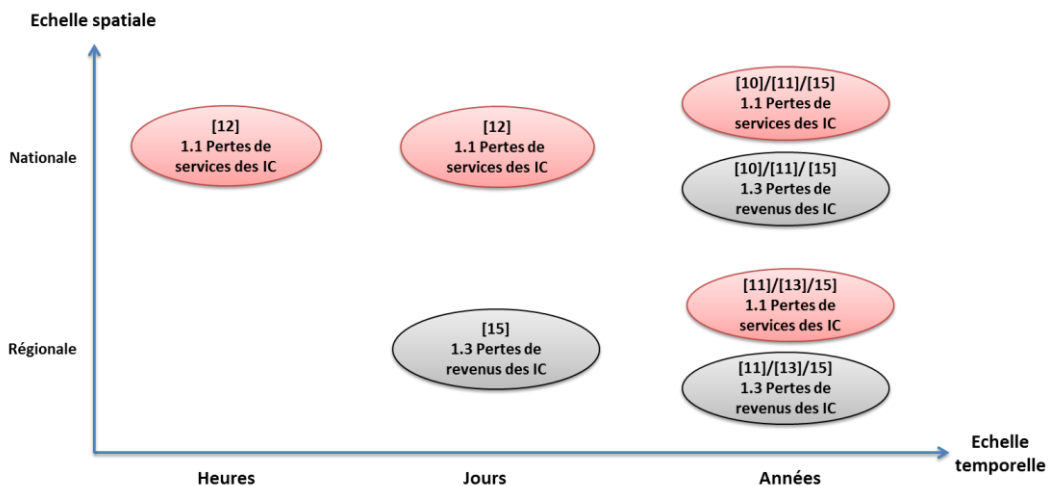 Echelle spatiale
Nationale
[12]
1.1 Pertes de
services des IC
[12]
1.1 Pertes de
services des IC
[10]/[11]/[15]
1.1 Pertes de
services des IC
[10]/[11]/ [15]
1.3 Pertes de
revenus des IC
Régionale
[15]
1.3 Pertes de
revenus des IC
[11]/[13]/15]
1.1 Pertes de
services des IC
[11]/[13]/15]
1.3 Pertes de
revenus des IC
Heures
Jours
Années
Echelle
temporelle